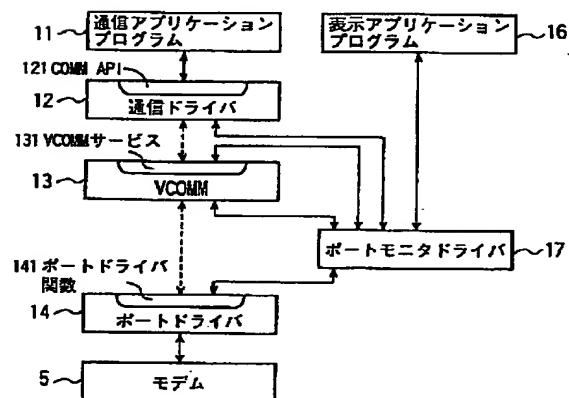 11
通信アプリケーション
プログラム
表示アプリケーション
プログラム
16
121 COMM API
12
通信ドライバ
131 VCOMMサービス
13
VCOMM
141 ポートドライバ
関数
ポートモニタドライバ
17
14
ポートドライバ
5
モデム